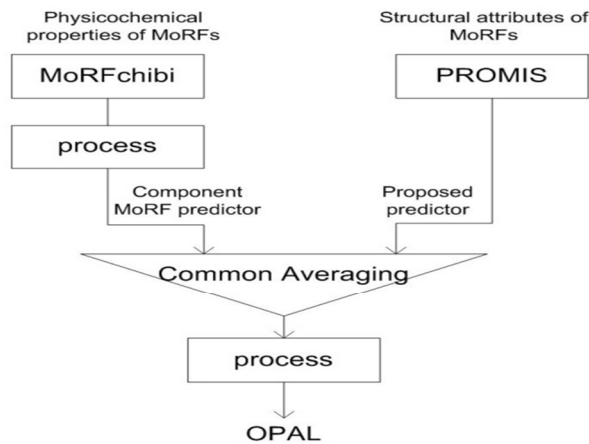 Physicochemical
properties of MoRFs
Structural attributes of
MoRFs
MoRFchibi
PROMIS
process
Component
MoRF predictor
Proposed
predictor
Common Averaging
process
OPAL